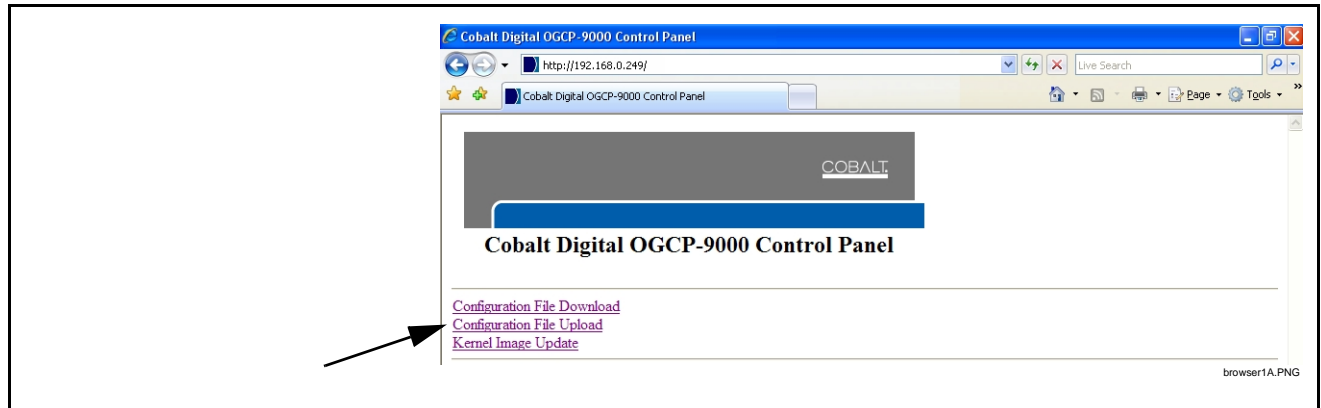 Cobalt Digital OGCP-9000 Control Panel
http://192.168.0.249/
Live Search
Cobalt Digital OGCP-9000 Control Panel
Page
Tools
»
COBALT.
Cobalt Digital OGCP-9000 Control Panel
Configuration File Download
Configuration File Upload
Kernel Image Update
browser1A.PNG